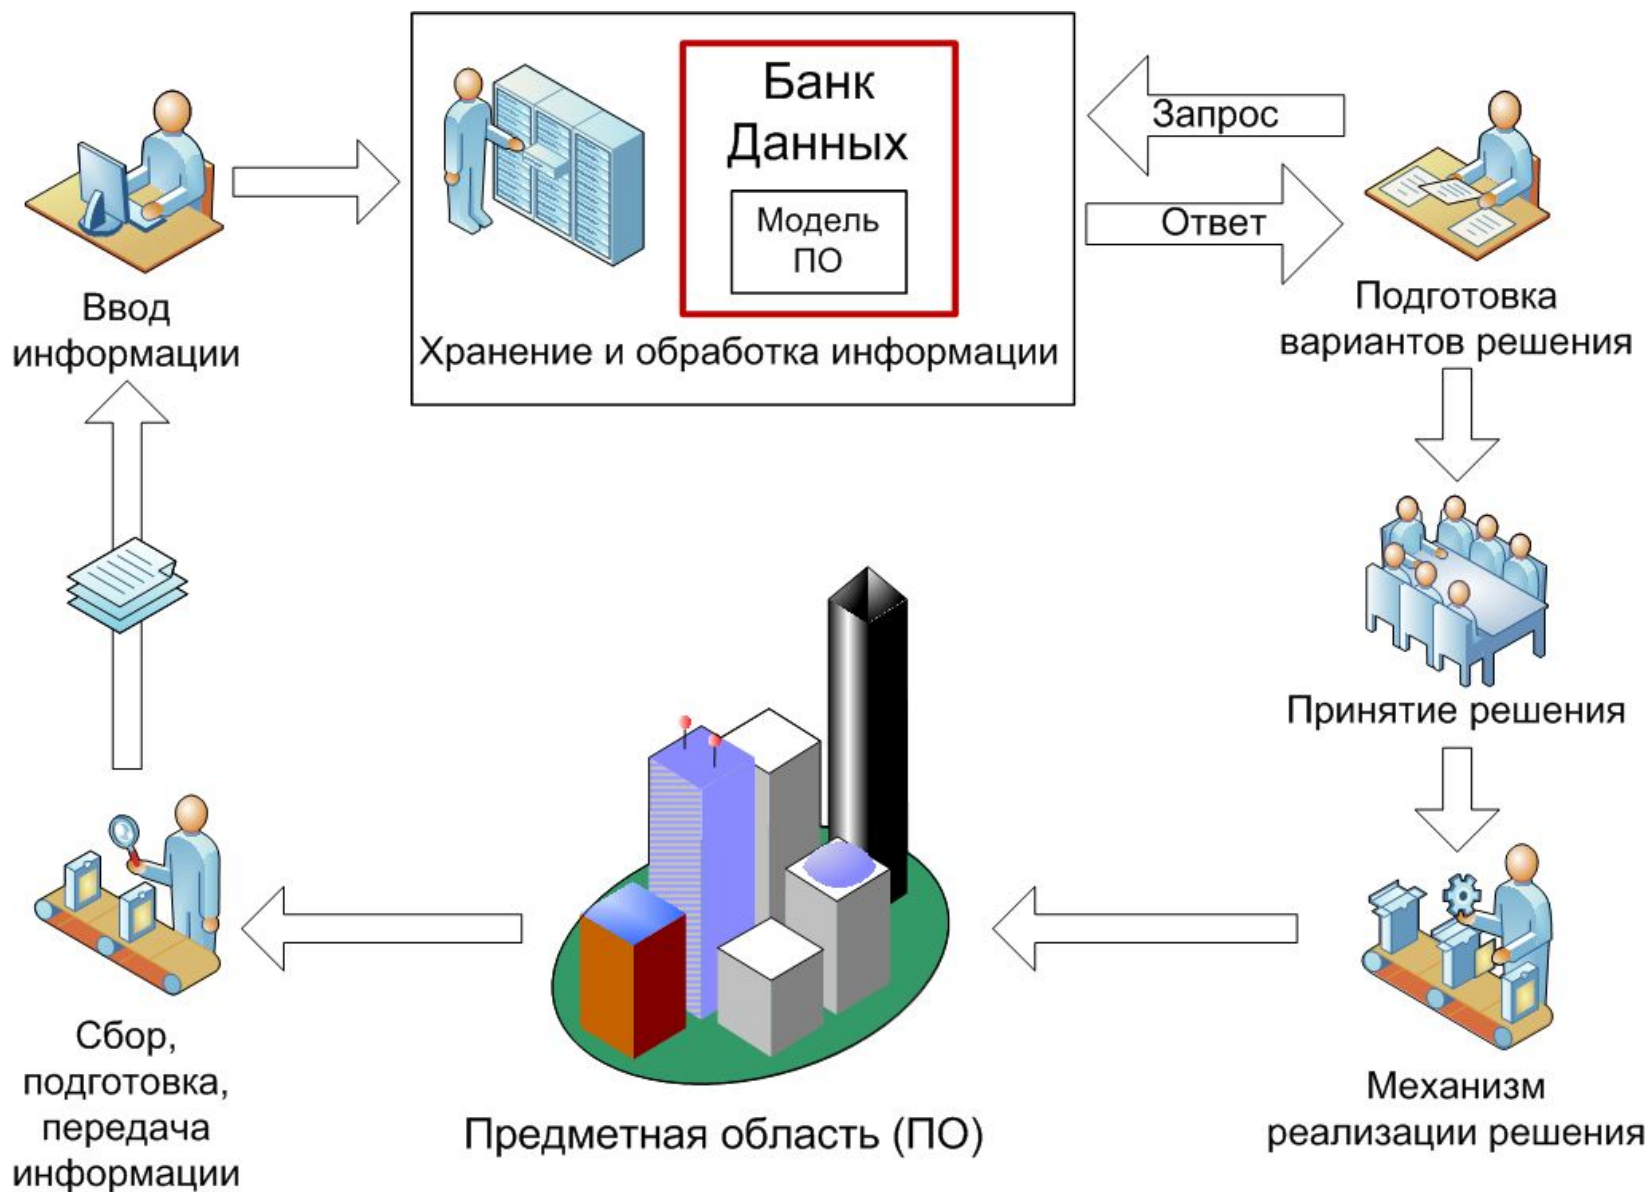 Банк
Данных
Модель
ПО
Хранение и обработка информации
Запрос
Ответ
Ввод
информации
Подготовка
вариантов решения
Принятие решения
Механизм
реализации решения
Предметная область (ПО)
Сбор,
подготовка,
передача
информации